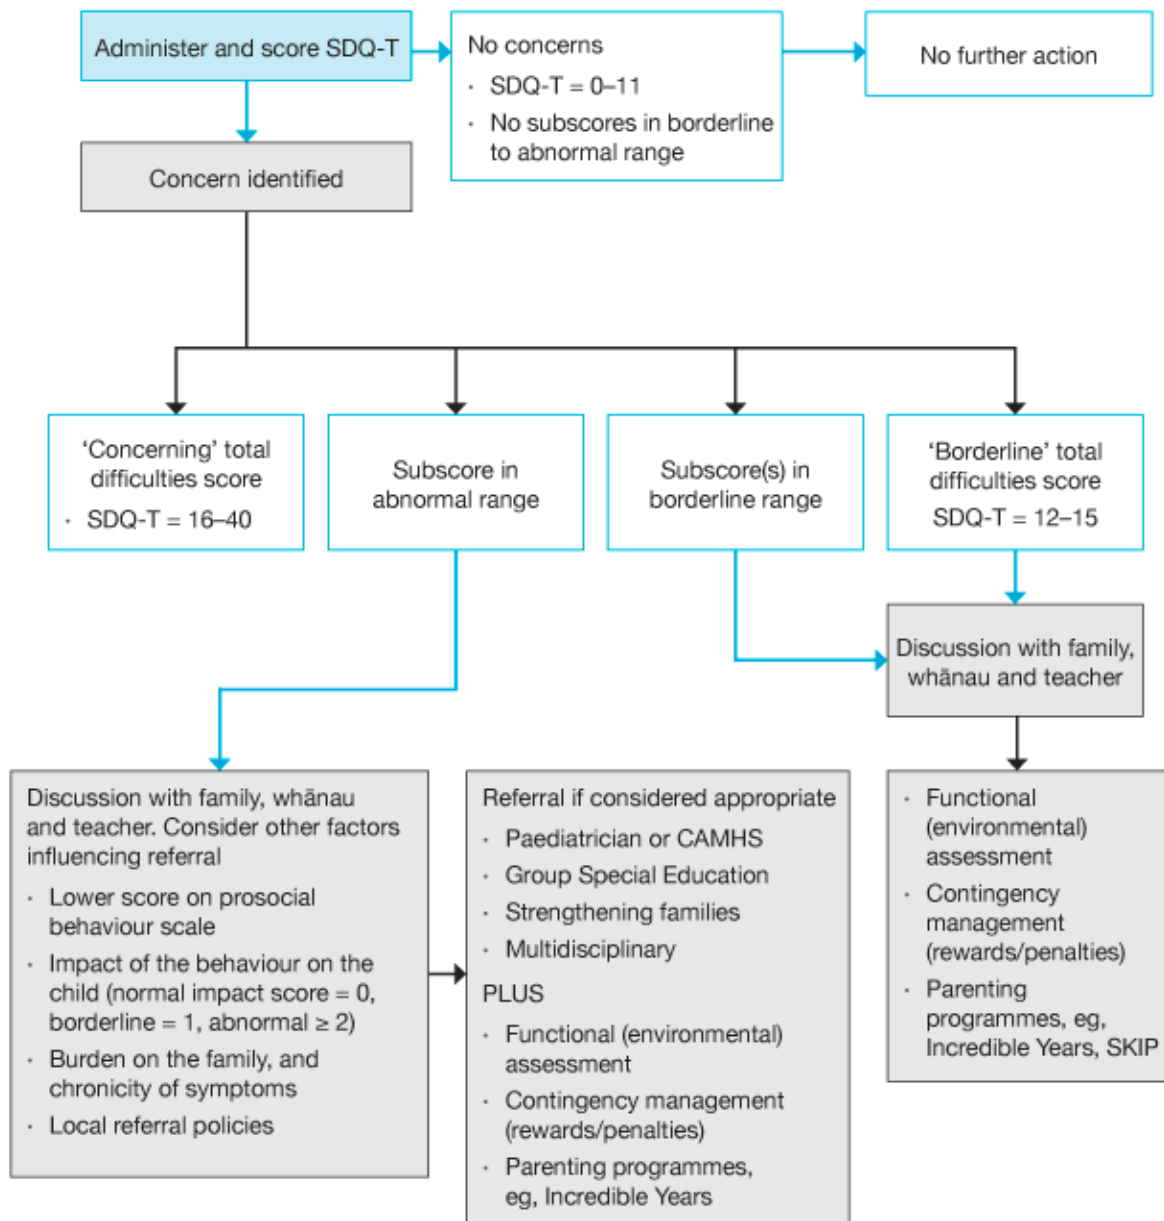 Administer and score SDQ-T
No concerns
· SDQ-T = 0–11
· No subscores in borderline
to abnormal range
No further action
Concern identified
‘Concerning’ total
difficulties score
· SDQ-T = 16–40
Subscore in
abnormal range
Subscore(s) in
borderline range
‘Borderline’ total
difficulties score
SDQ-T = 12–15
Discussion with family,
whānau and teacher
Discussion with family, whānau
and teacher. Consider other factors
influencing referral
· Lower score on prosocial
behaviour scale
· Impact of the behaviour on the
child (normal impact score = 0,
borderline = 1, abnormal ≥ 2)
· Burden on the family, and
chronicity of symptoms
· Local referral policies
Referral if considered appropriate
· Paediatrician or CAMHS
· Group Special Education
· Strengthening families
· Multidisciplinary
PLUS
· Functional (environmental)
assessment
· Contingency management
(rewards/penalties)
· Parenting programmes,
eg, Incredible Years
· Functional
(environmental)
assessment
· Contingency
management
(rewards/penalties)
· Parenting
programmes, eg,
Incredible Years, SKIP